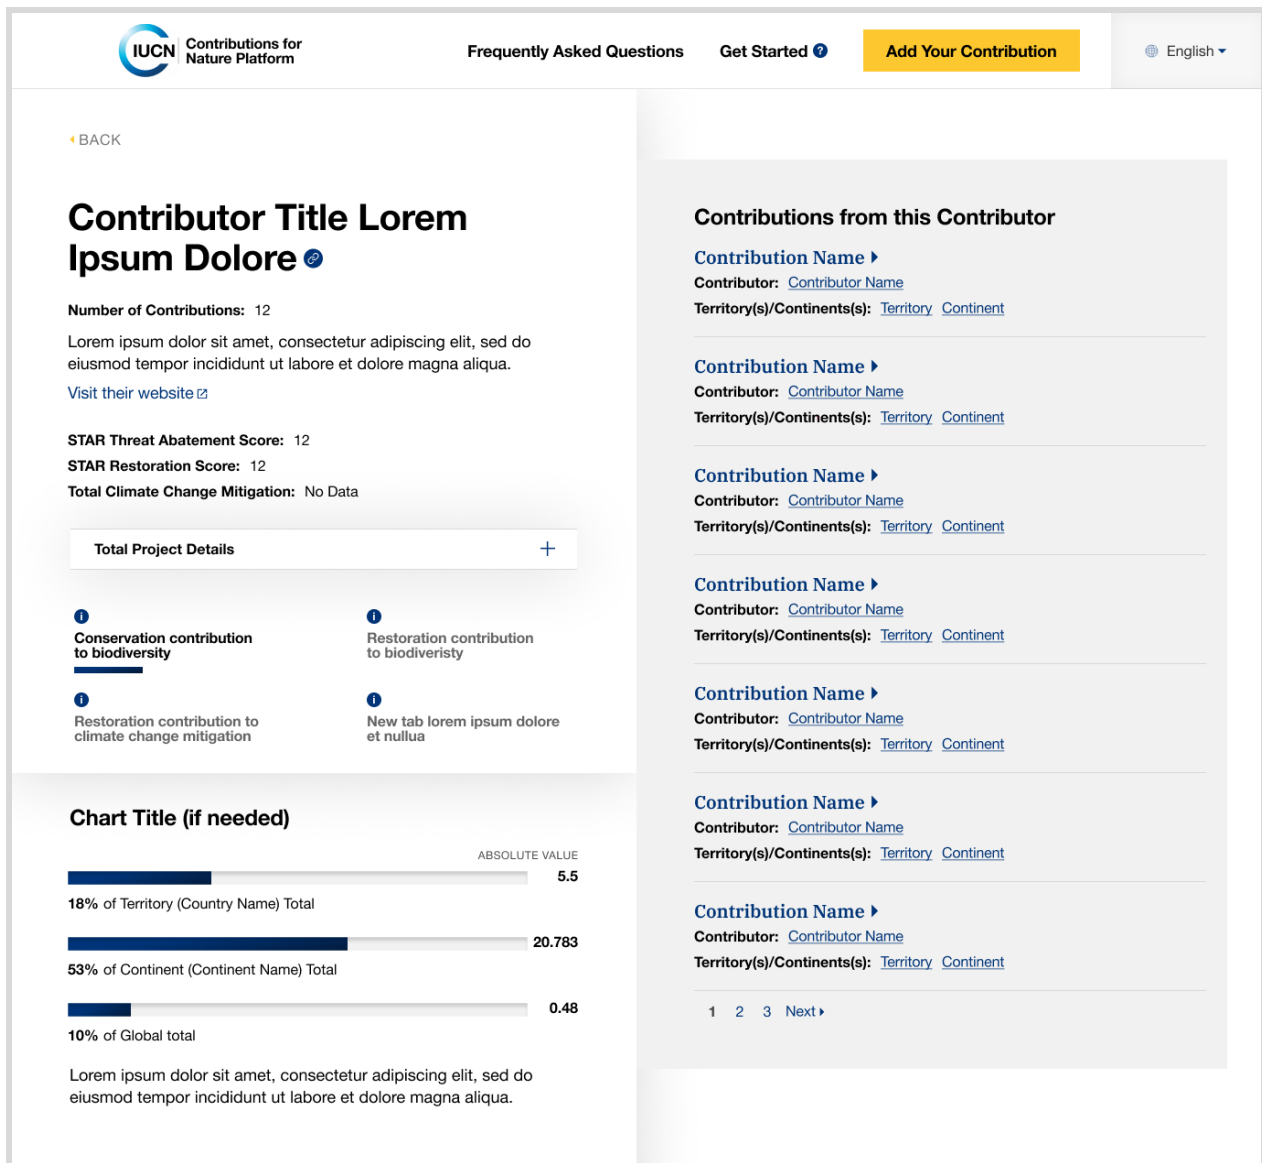 IUCN
Contributions for
Nature Platform
Frequently Asked Questions
Get Started ?
Add Your Contribution
English
BACK
Contributor Title Lorem
Ipsum Dolore
Number of Contributions: 12
Lorem ipsum dolor sit amet, consectetur adipiscing elit, sed do
eiusmod tempor incididunt ut labore et dolore magna aliqua.
Visit their website
STAR Threat Abatement Score: 12
STAR Restoration Score: 12
Total Climate Change Mitigation: No Data
Total Project Details +
i
Conservation contribution
to biodiversity
i
Restoration contribution
to biodiveristy
i
Restoration contribution to
climate change mitigation
i
New tab lorem ipsum dolore
et nullua
Chart Title (if needed)
ABSOLUTE VALUE
5.5
18% of Territory (Country Name) Total
20.783
53% of Continent (Continent Name) Total
0.48
10% of Global total
Lorem ipsum dolor sit amet, consectetur adipiscing elit, sed do
eiusmod tempor incididunt ut labore et dolore magna aliqua.
Contributions from this Contributor
Contribution Name
Contributor: Contributor Name
Territory(s)/Continents(s): Territory Continent
Contribution Name
Contributor: Contributor Name
Territory(s)/Continents(s): Territory Continent
Contribution Name
Contributor: Contributor Name
Territory(s)/Continents(s): Territory Continent
Contribution Name
Contributor: Contributor Name
Territory(s)/Continents(s): Territory Continent
Contribution Name
Contributor: Contributor Name
Territory(s)/Continents(s): Territory Continent
Contribution Name
Contributor: Contributor Name
Territory(s)/Continents(s): Territory Continent
Contribution Name
Contributor: Contributor Name
Territory(s)/Continents(s): Territory Continent
1 2 3 Next